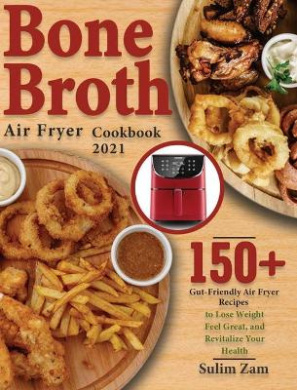 Bone
Broth
Air Fryer Cookbook
2021
150+
Gut-Friendly Air Fryer
Recipes
to Lose Weight
Feel Great, and
Revitalize Your
Health
Sulim Zam